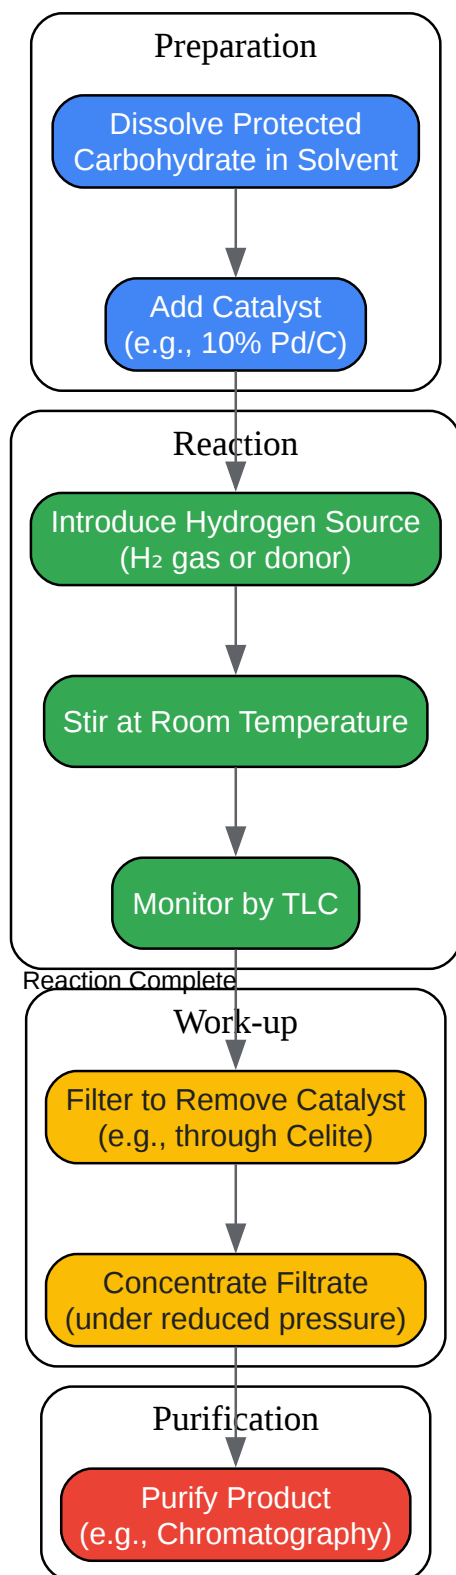 Preparation
Dissolve Protected
Carbohydrate in Solvent
Add Catalyst
(e.g., 10% Pd/C)
Reaction
Introduce Hydrogen Source
(H₂ gas or donor)
Stir at Room Temperature
Monitor by TLC
Reaction Complete
Work-up
Filter to Remove Catalyst
(e.g., through Celite)
Concentrate Filtrate
(under reduced pressure)
Purification
Purify Product
(e.g., Chromatography)